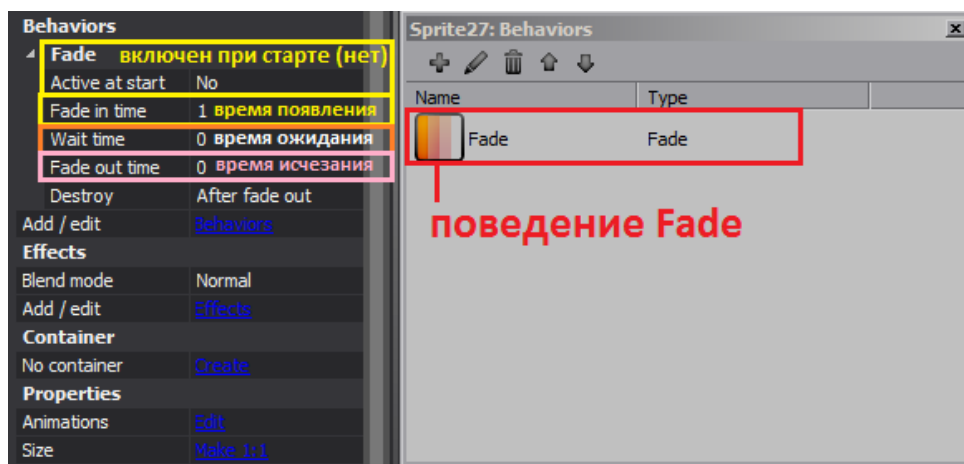 Behaviors
Fade включен при старте (нет)
Active at start No
Fade in time 1 время появления
Wait time 0 время ожидания
Fade out time 0 время исчезания
Destroy After fade out
Add / edit Behaviors
Effects
Blend mode Normal
Add / edit Effects
Container
No container Create
Properties
Animations Edit
Size Make 1:1
Sprite27: Behaviors
Name Type
Fade Fade
поведение Fade